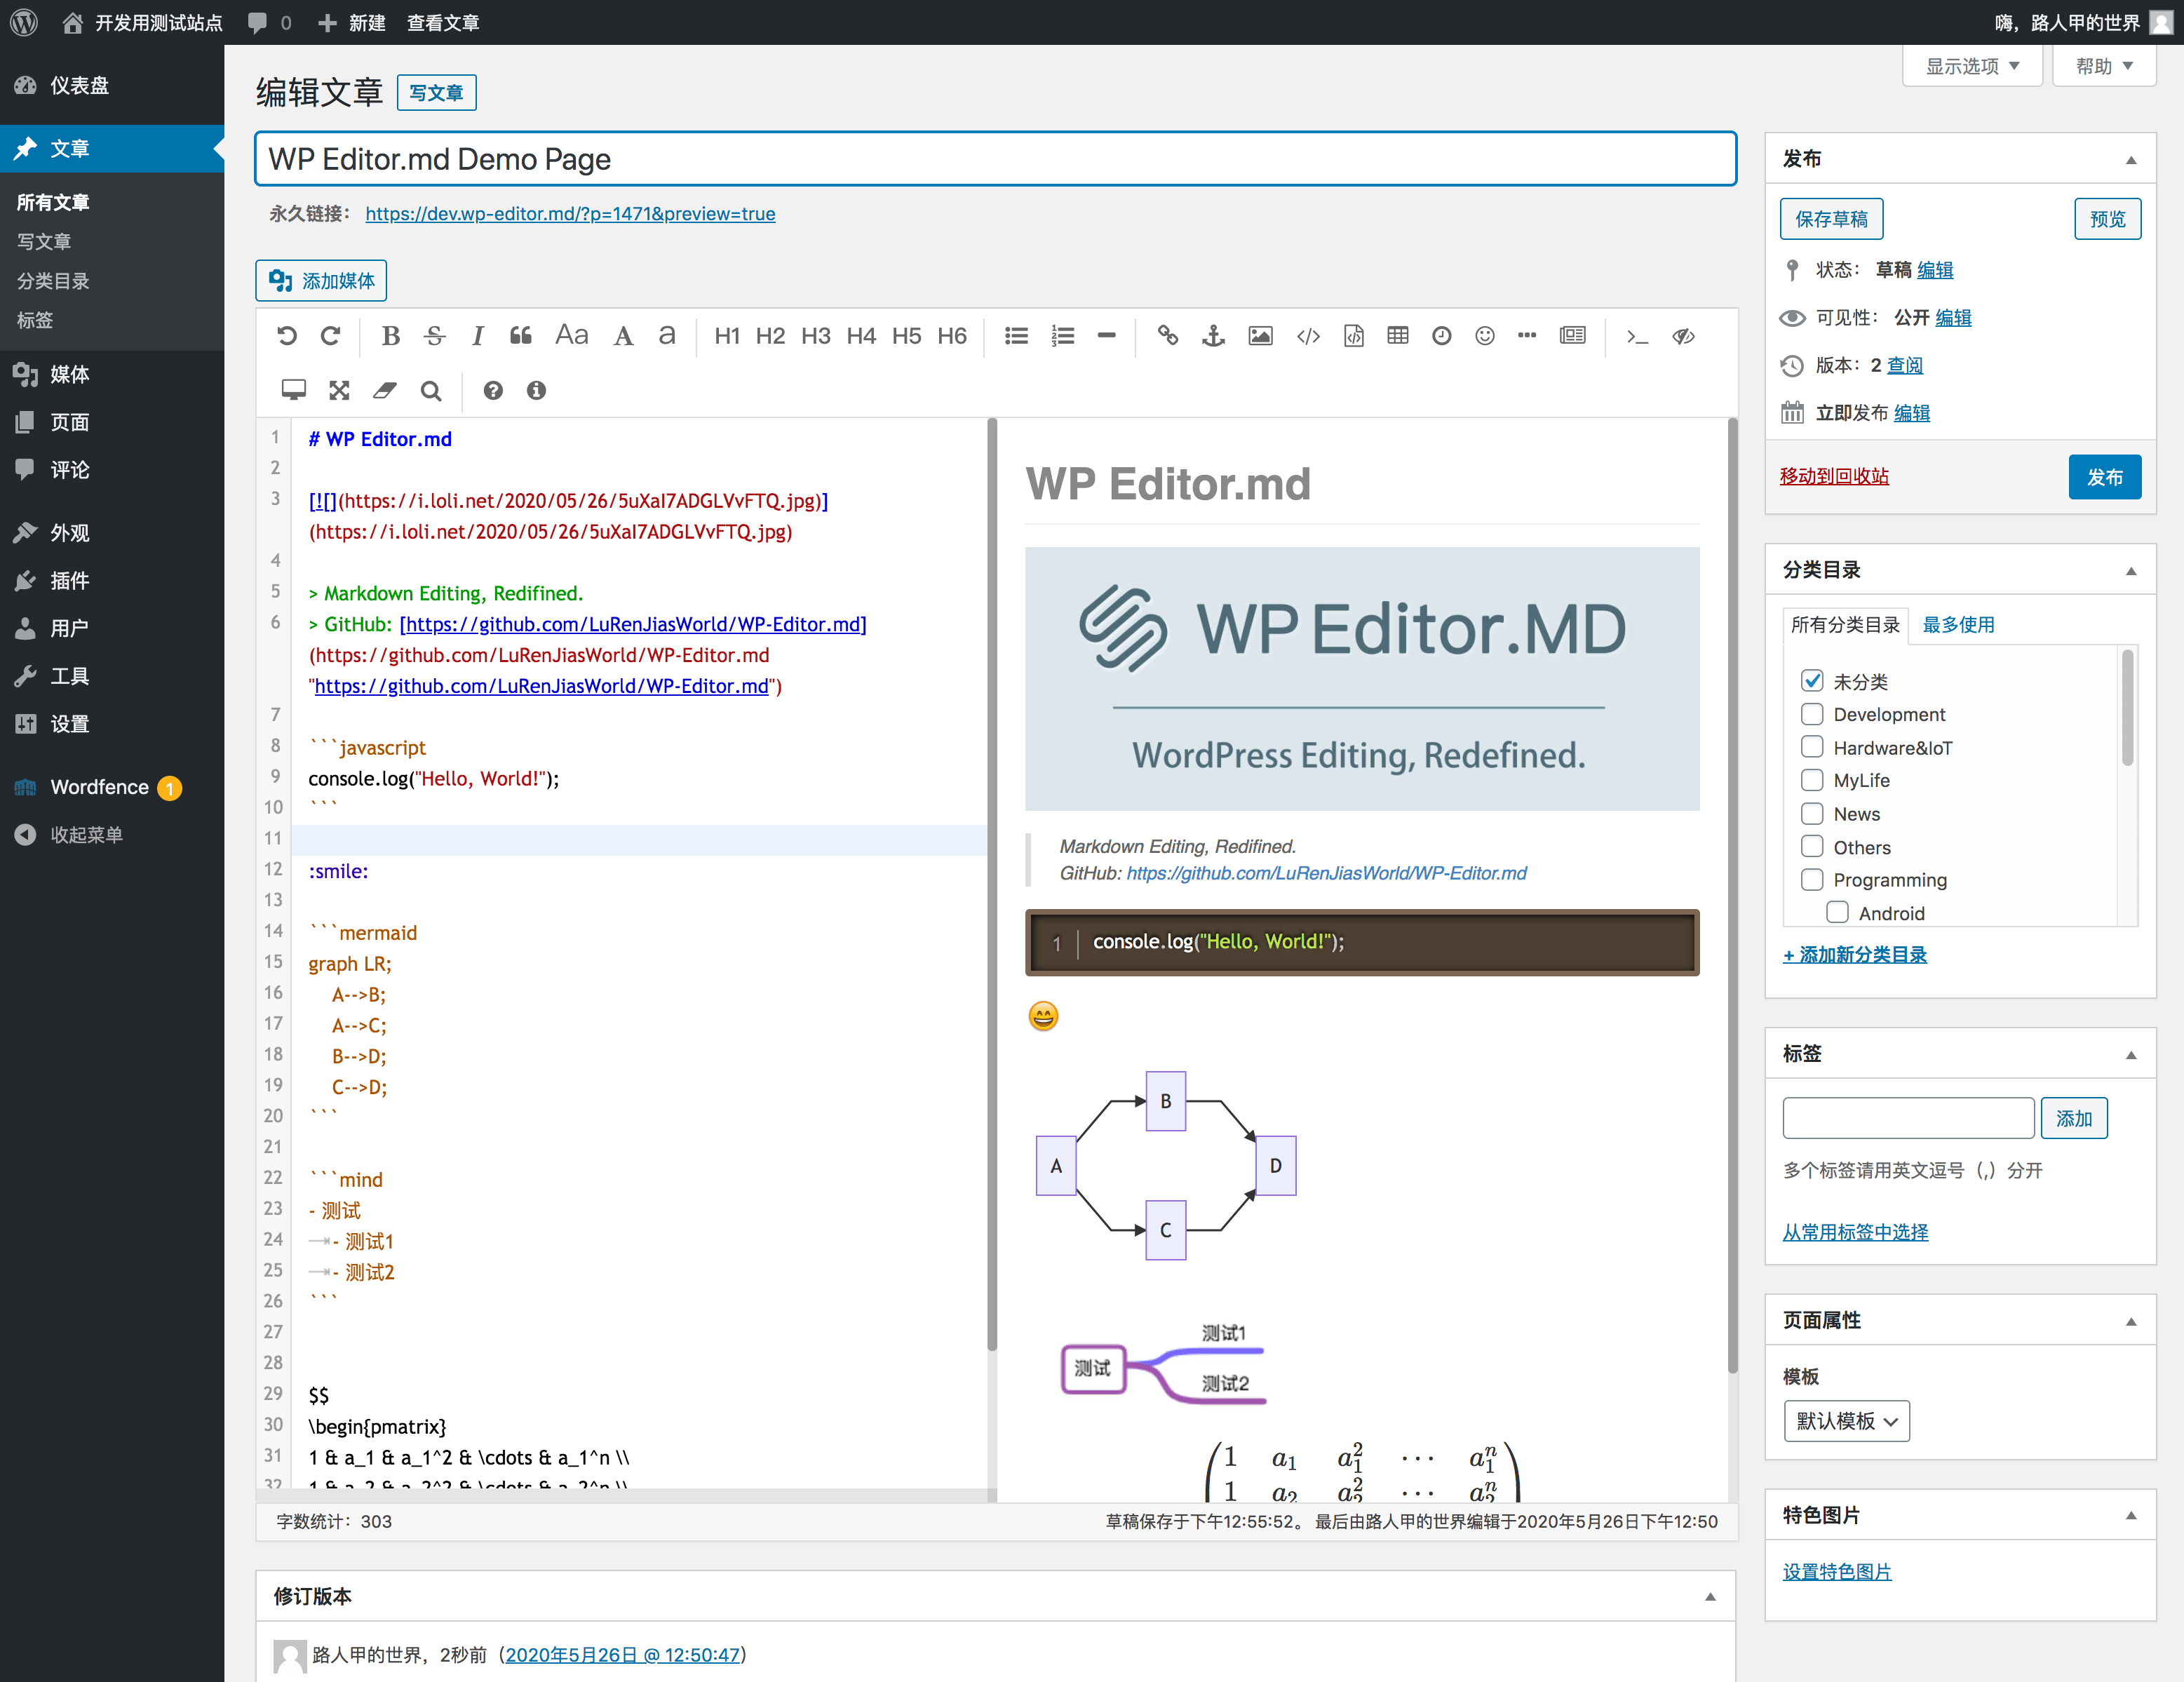 开发用测试站点 0 新建 查看文章 嗨，路人甲的世界
仪表盘
文章
所有文章
写文章
分类目录
标签
媒体
页面
评论
外观
插件
用户
工具
设置
Wordfence 1
收起菜单
显示选项 帮助
编辑文章 写文章
WP Editor.md Demo Page
永久链接： https://dev.wp-editor.md/?p=1471&preview=true
添加媒体
B S I Aa A a H1 H2 H3 H4 H5 H6
1 # WP Editor.md
2
3 [![](https://i.loli.net/2020/05/26/5uXaI7ADGLVvFTQ.jpg)]
(https://i.loli.net/2020/05/26/5uXaI7ADGLVvFTQ.jpg)
4
5 > Markdown Editing, Redifined.
6 > GitHub: [https://github.com/LuRenJiasWorld/WP-Editor.md]
(https://github.com/LuRenJiasWorld/WP-Editor.md
"https://github.com/LuRenJiasWorld/WP-Editor.md")
7
8 ```javascript
9 console.log("Hello, World!");
10 ```
11
12 :smile:
13
14 ```mermaid
15 graph LR;
16 A-->B;
17 A-->C;
18 B-->D;
19 C-->D;
20 ```
21
22 ```mind
23 - 测试
24 - 测试1
25 - 测试2
26 ```
27
28
29 $$
30 \begin{pmatrix}
31 1 & a_1 & a_1^2 & \cdots & a_1^n \\
32 1 & a_2 & a_2^2 & \cdots & a_2^n \\
WP Editor.md
WP Editor.MD
WordPress Editing, Redefined.
Markdown Editing, Redifined.
GitHub: https://github.com/LuRenJiasWorld/WP-Editor.md
1 console.log("Hello, World!");
B
A
D
C
测试1
测试
测试2
1 a₁ a₁² ⋯ a₁ⁿ
1 a₂ a₂² ⋯ a₂ⁿ
字数统计：303
草稿保存于下午12:55:52。 最后由路人甲的世界编辑于2020年5月26日下午12:50
修订版本
路人甲的世界，2秒前（2020年5月26日 @ 12:50:47）
发布
保存草稿 预览
状态： 草稿 编辑
可见性： 公开 编辑
版本：2 查阅
立即发布 编辑
移动到回收站 发布
分类目录
所有分类目录 最多使用
未分类
Development
Hardware&IoT
MyLife
News
Others
Programming
Android
+ 添加新分类目录
标签
添加
多个标签请用英文逗号（,）分开
从常用标签中选择
页面属性
模板
默认模板
特色图片
设置特色图片